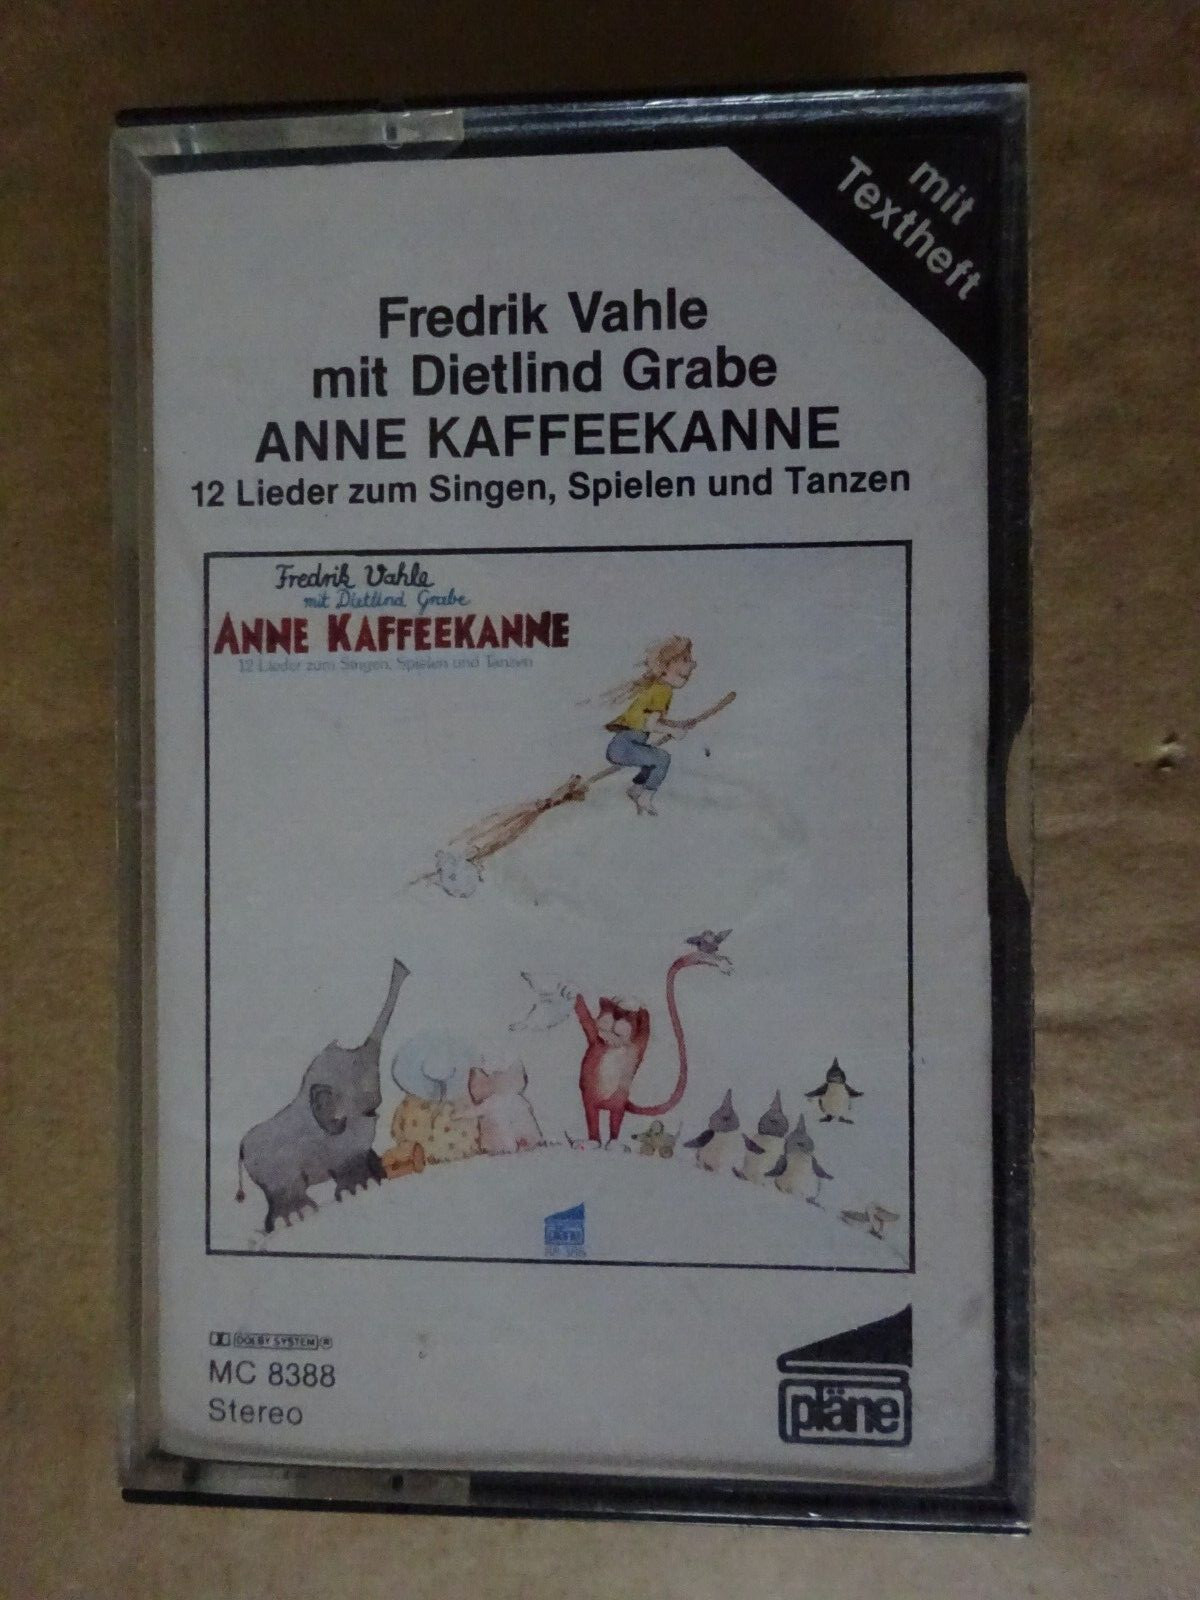 mit
Textheft
Fredrik Vahle
mit Dietlind Grabe
ANNE KAFFEEKANNE
12 Lieder zum Singen, Spielen und Tanzen
Fredrik Vahle
mit Dietlind Grabe
ANNE KAFFEEKANNE
12 Lieder zum Singen, Spielen und Tanzen
pläne
DOLBY SYSTEM®
MC 8388
Stereo
pläne